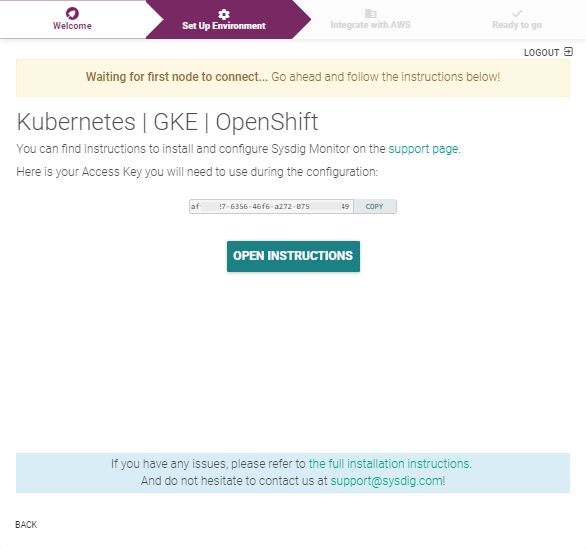 Welcome
Set Up Environment
Integrate with AWS
Ready to go
LOGOUT
Waiting for first node to connect... Go ahead and follow the instructions below!
Kubernetes | GKE | OpenShift
You can find instructions to install and configure Sysdig Monitor on the support page.
Here is your Access Key you will need to use during the configuration:
af 7-6356-46f6-a272-075 49 COPY
OPEN INSTRUCTIONS
If you have any issues, please refer to the full installation instructions.
And do not hesitate to contact us at support@sysdig.com!
BACK